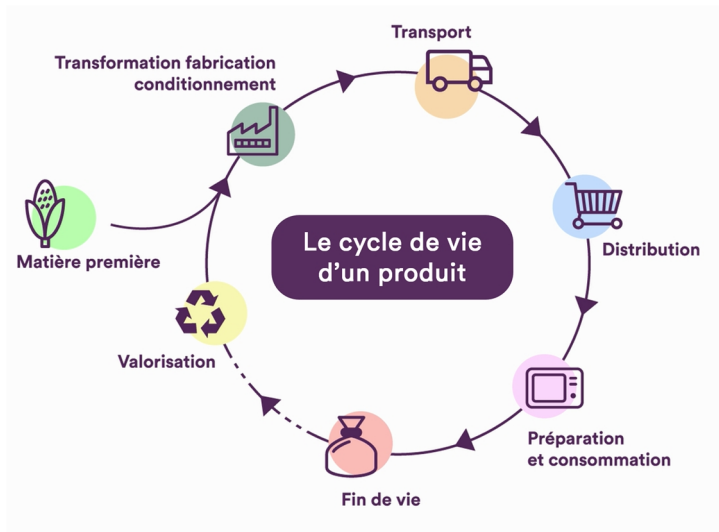 Transport
Transformation fabrication
conditionnement
Matière première
Le cycle de vie
d'un produit
Distribution
Valorisation
Préparation
et consommation
Fin de vie